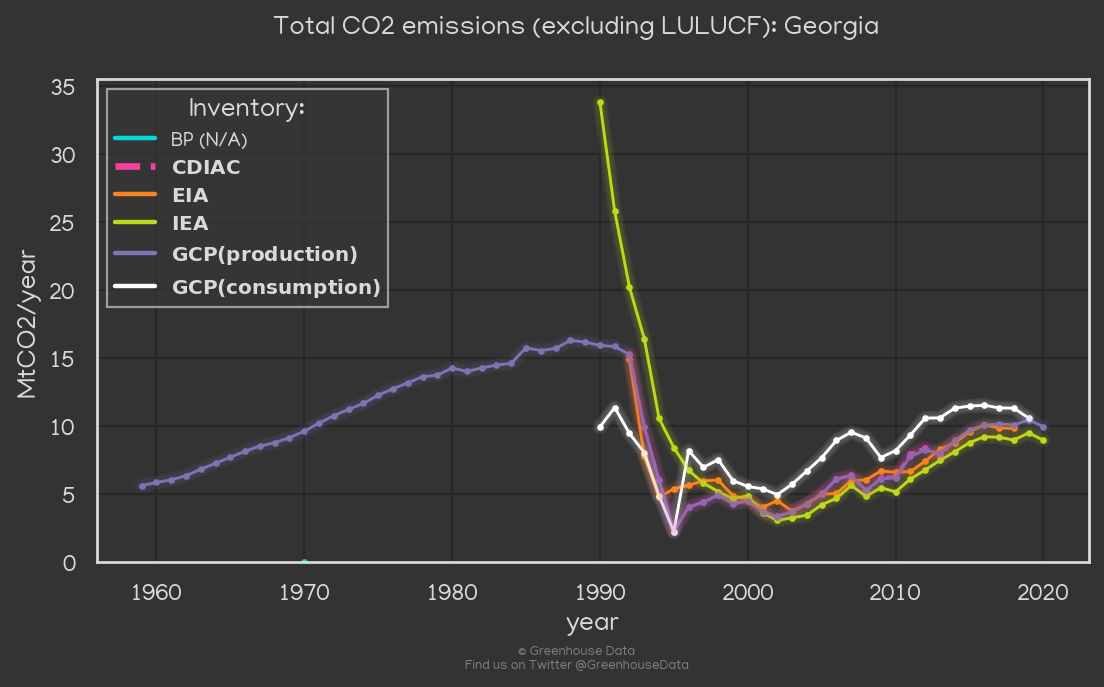 Total CO2 emissions (excluding LULUCF): Georgia
35
30
25
20
15
10
5
0
MtCO2/year
Inventory:
BP (N/A)
CDIAC
EIA
IEA
GCP(production)
GCP(consumption)
1960 1970 1980 1990 2000 2010 2020
year
© Greenhouse Data
Find us on Twitter @GreenhouseData